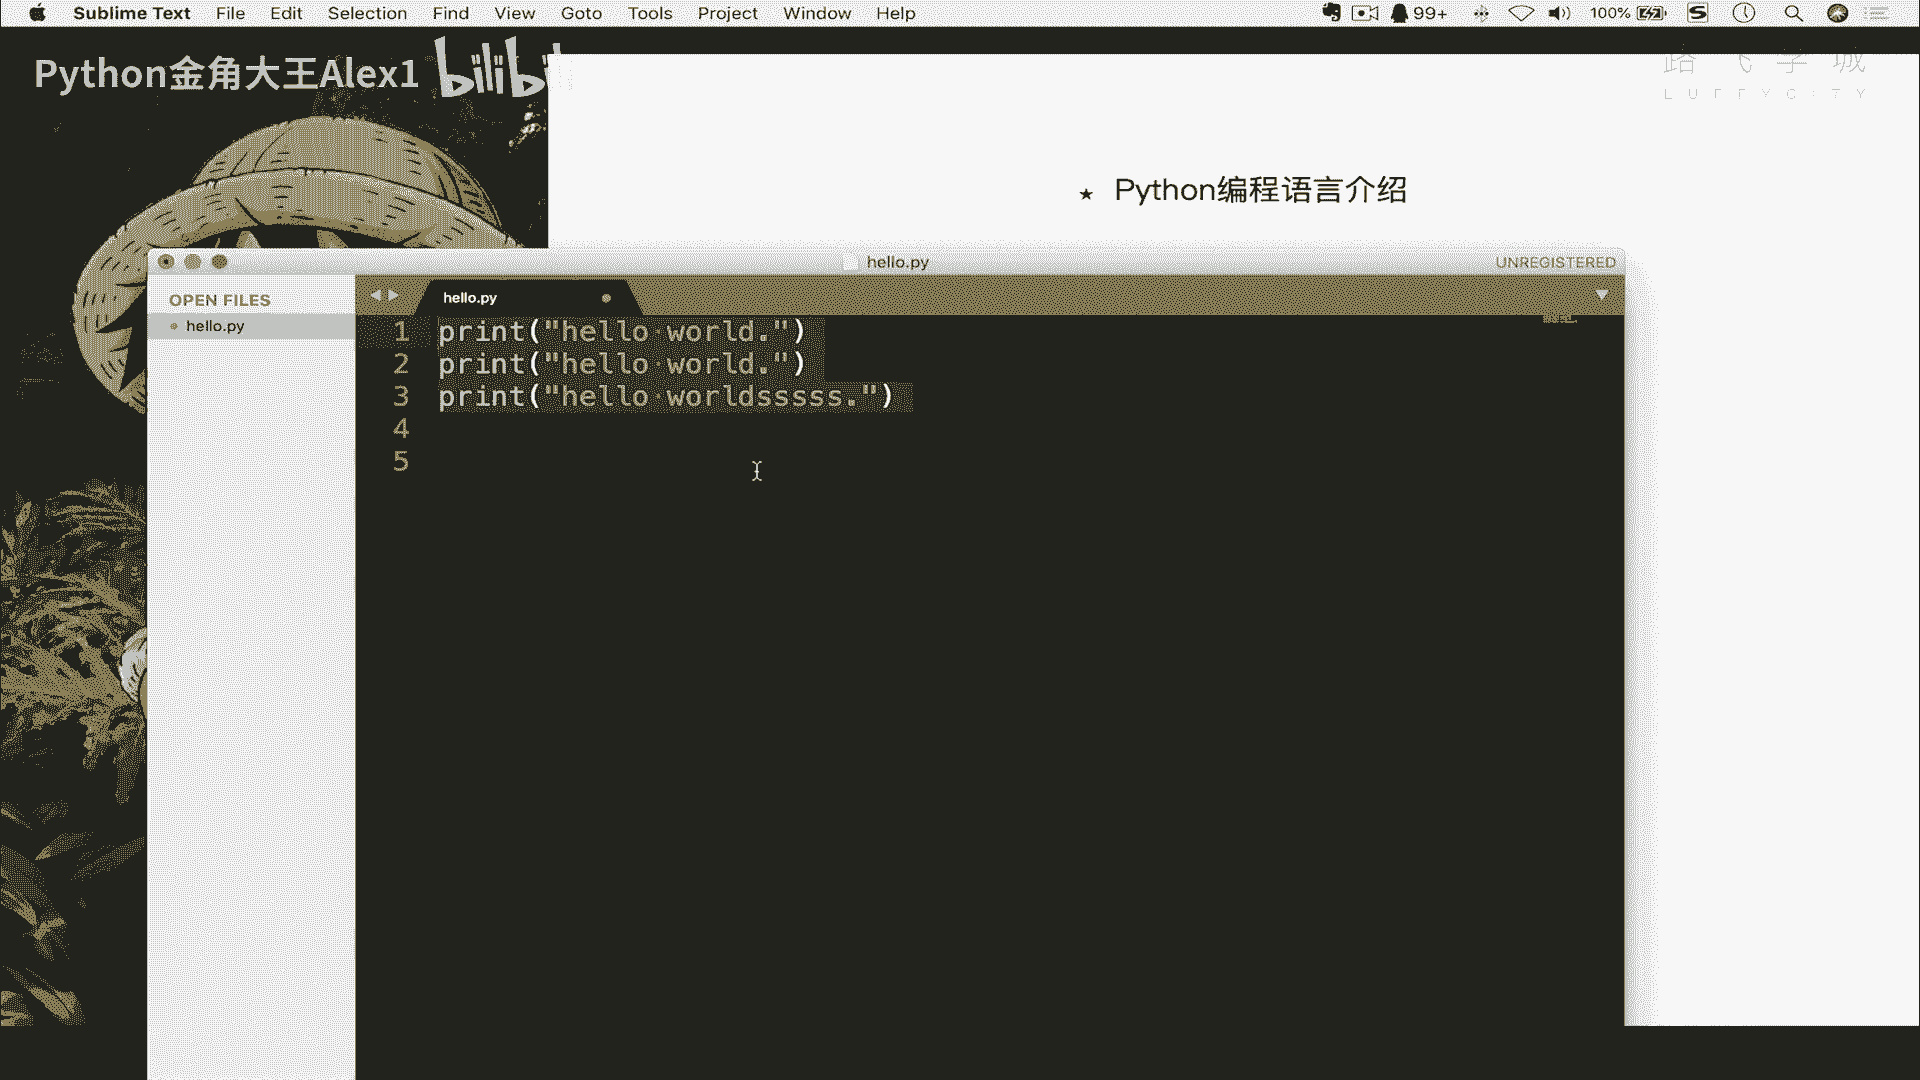 Sublime Text File Edit Selection Find View Goto Tools Project Window Help 99+ 100%
Python金角大王Alex1 bilibili
路飞学城
LUFFYCITY
★ Python编程语言介绍
hello.py UNREGISTERED
OPEN FILES
hello.py
hello.py
1 print("hello world.")
2 print("hello world.")
3 print("hello worldsssss.")
4
5